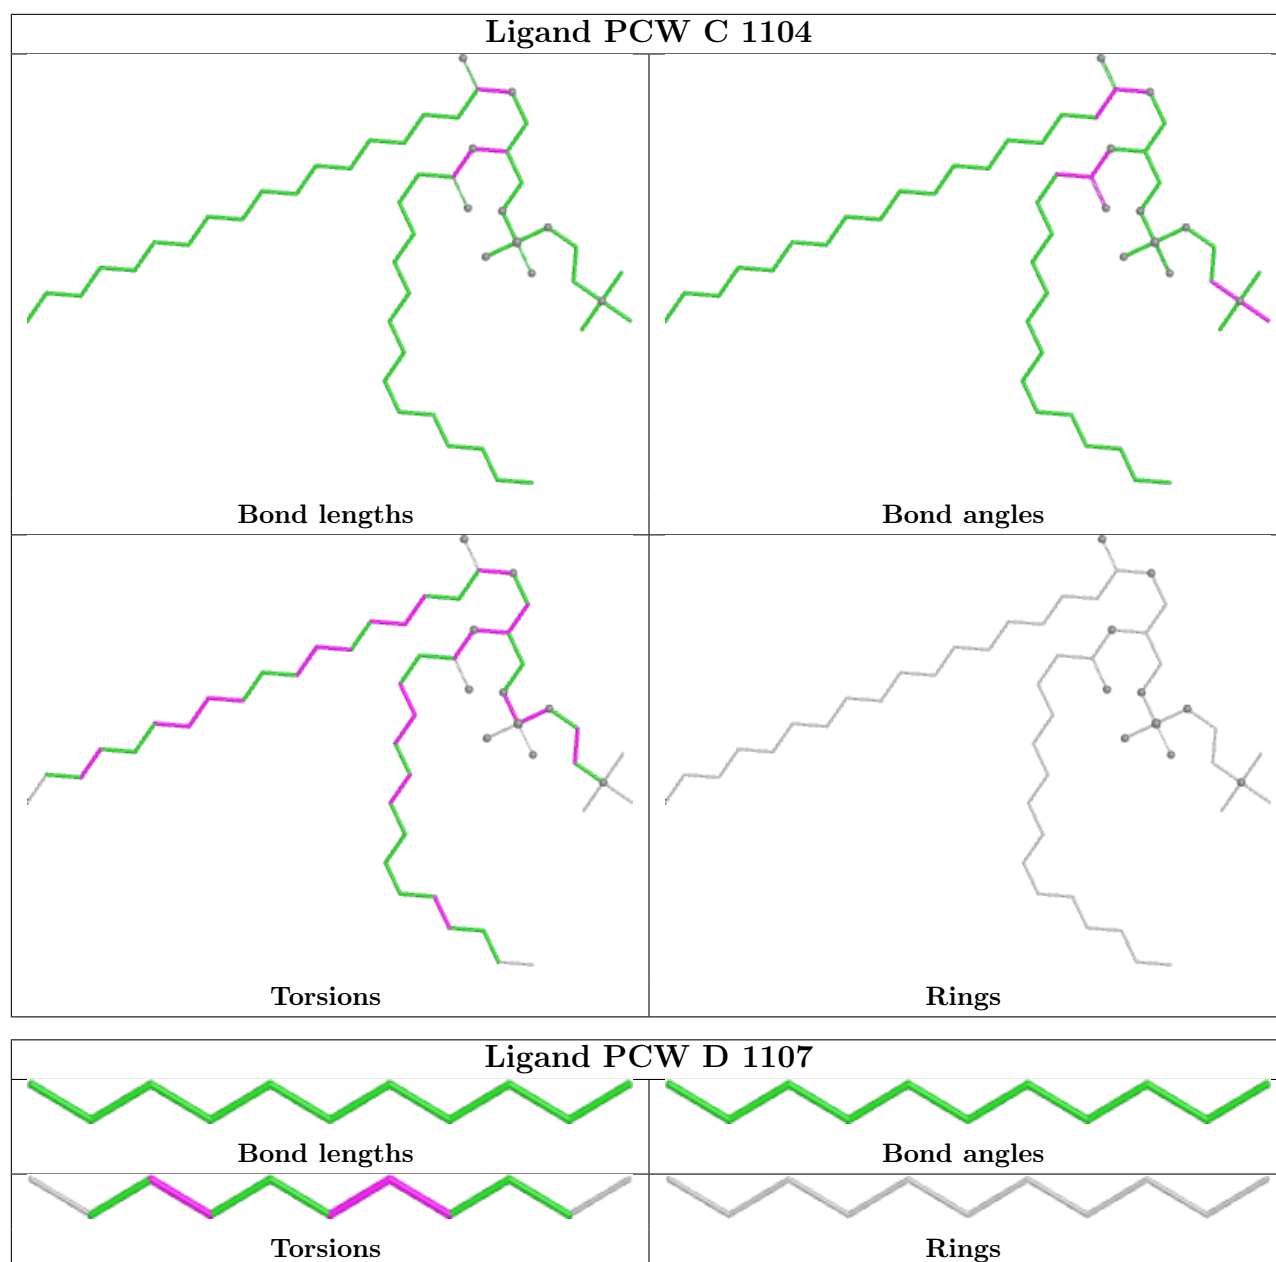 Ligand PCW C 1104
Bond lengths
Bond angles
Torsions
Rings
Ligand PCW D 1107
Bond lengths
Bond angles
Torsions
Rings